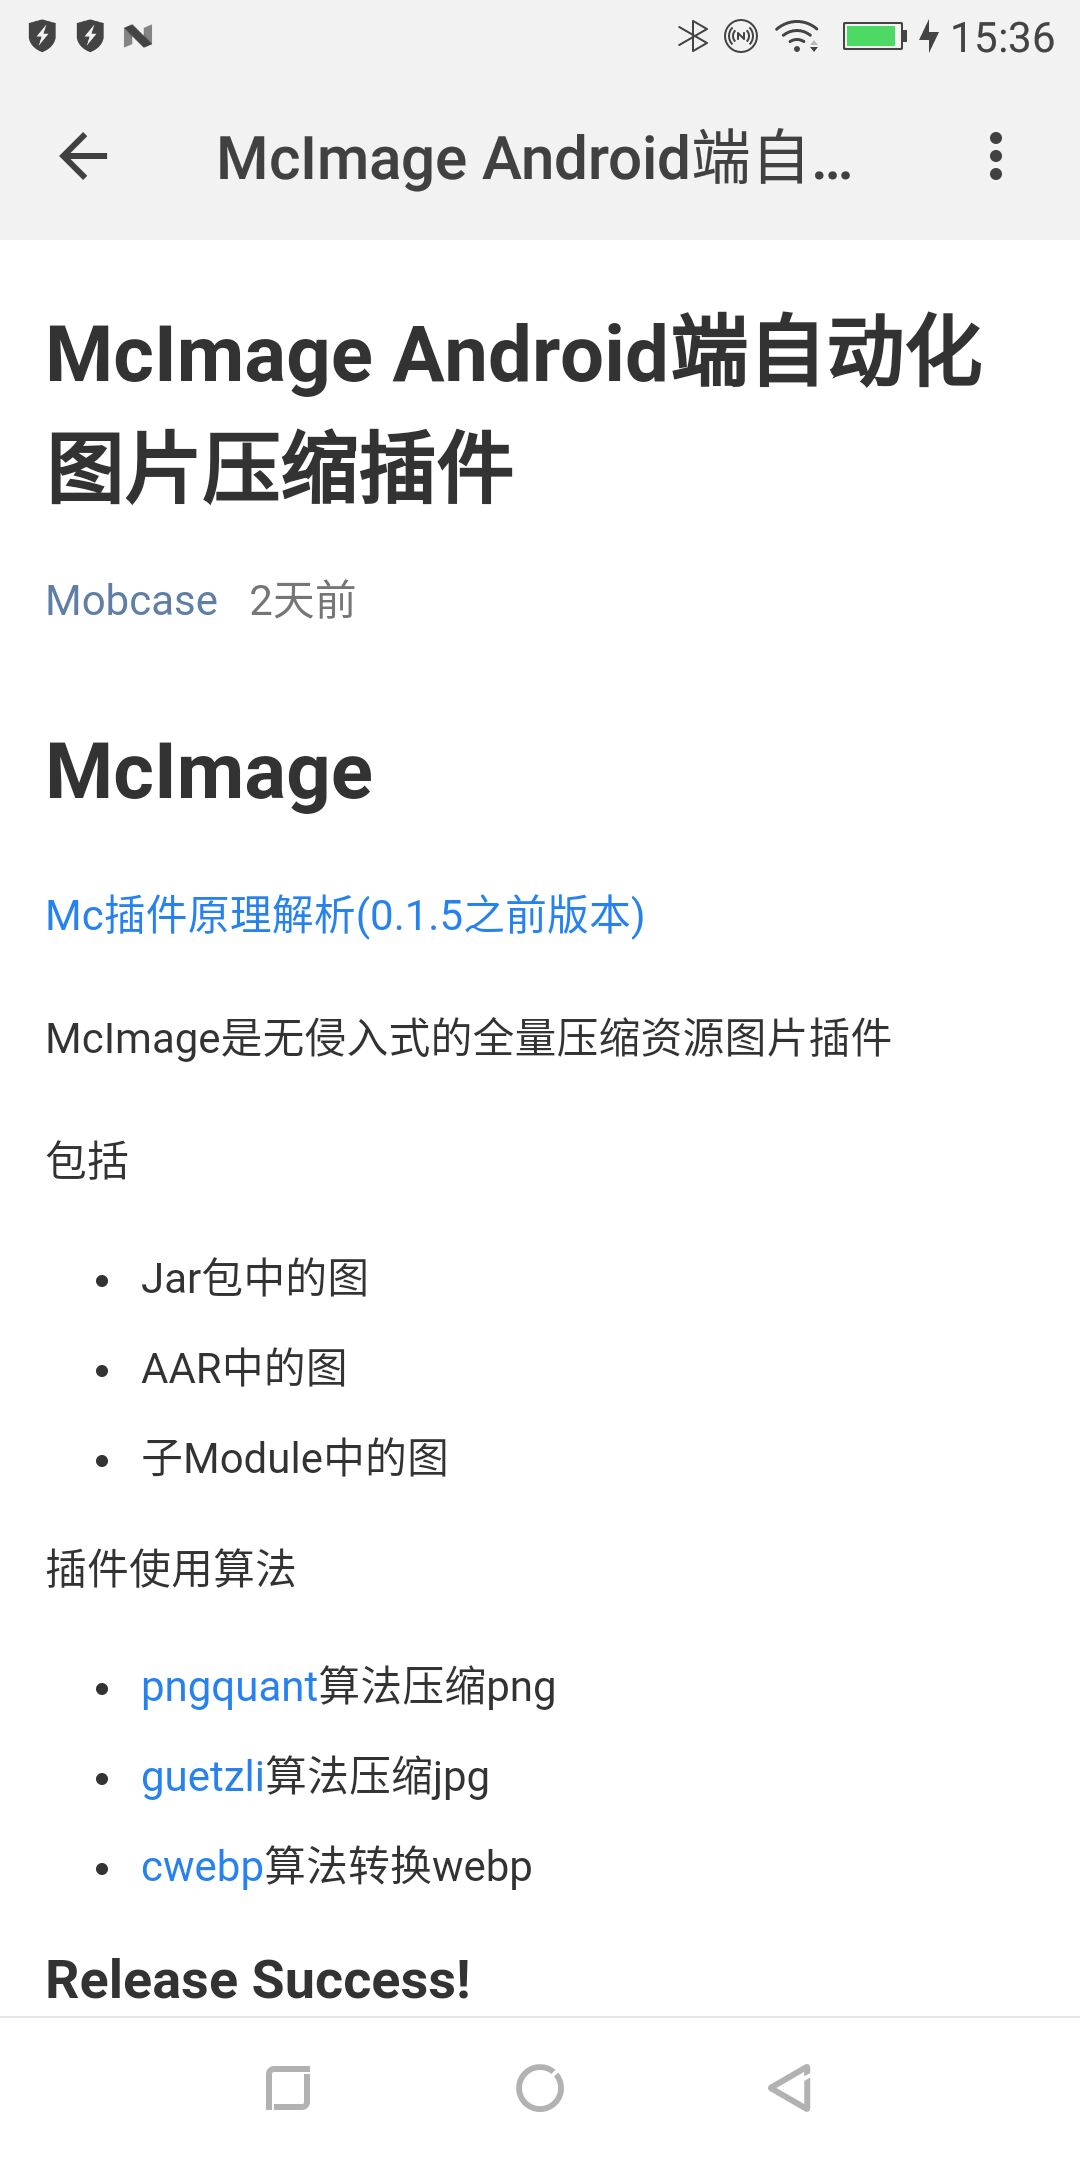 15:36
McImage Android端自...
McImage Android端自动化
图片压缩插件
Mobcase 2天前
McImage
Mc插件原理解析(0.1.5之前版本)
McImage是无侵入式的全量压缩资源图片插件
包括
• Jar包中的图
• AAR中的图
• 子Module中的图
插件使用算法
• pngquant算法压缩png
• guetzli算法压缩jpg
• cwebp算法转换webp
Release Success!